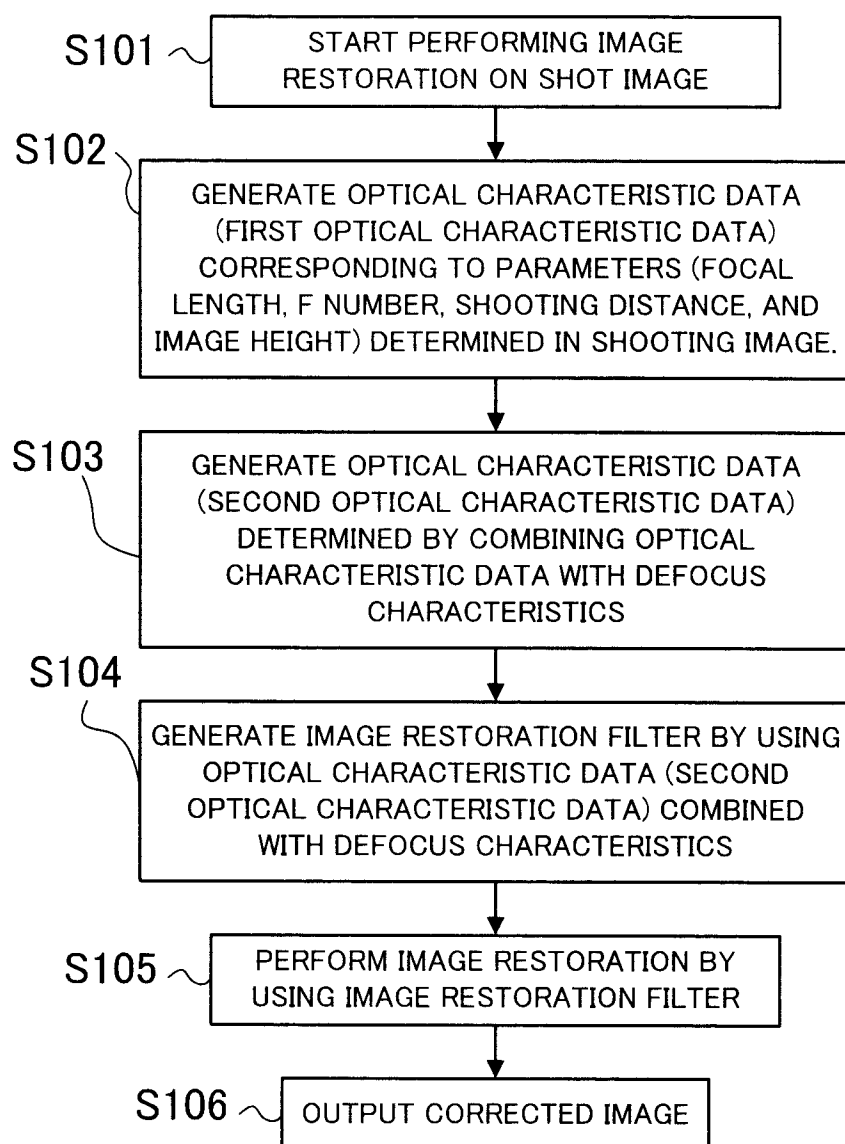 S101
START PERFORMING IMAGE
RESTORATION ON SHOT IMAGE
S102
GENERATE OPTICAL CHARACTERISTIC DATA
(FIRST OPTICAL CHARACTERISTIC DATA)
CORRESPONDING TO PARAMETERS (FOCAL
LENGTH, F NUMBER, SHOOTING DISTANCE, AND
IMAGE HEIGHT) DETERMINED IN SHOOTING IMAGE.
S103
GENERATE OPTICAL CHARACTERISTIC DATA
(SECOND OPTICAL CHARACTERISTIC DATA)
DETERMINED BY COMBINING OPTICAL
CHARACTERISTIC DATA WITH DEFOCUS
CHARACTERISTICS
S104
GENERATE IMAGE RESTORATION FILTER BY USING
OPTICAL CHARACTERISTIC DATA (SECOND
OPTICAL CHARACTERISTIC DATA) COMBINED
WITH DEFOCUS CHARACTERISTICS
S105
PERFORM IMAGE RESTORATION BY
USING IMAGE RESTORATION FILTER
S106
OUTPUT CORRECTED IMAGE